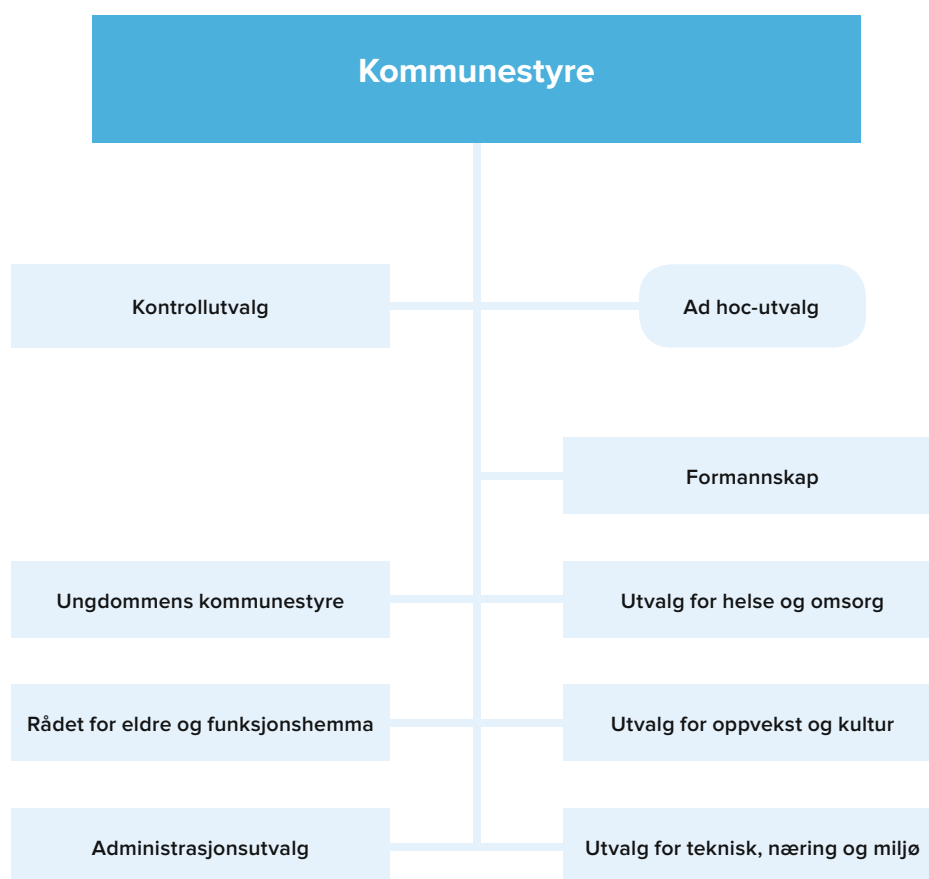 Kommunestyre
Kontrollutvalg
Ad hoc-utvalg
Formannskap
Ungdommens kommunestyre
Utvalg for helse og omsorg
Rådet for eldre og funksjonshemma
Utvalg for oppvekst og kultur
Administrasjonsutvalg
Utvalg for teknisk, næring og miljø